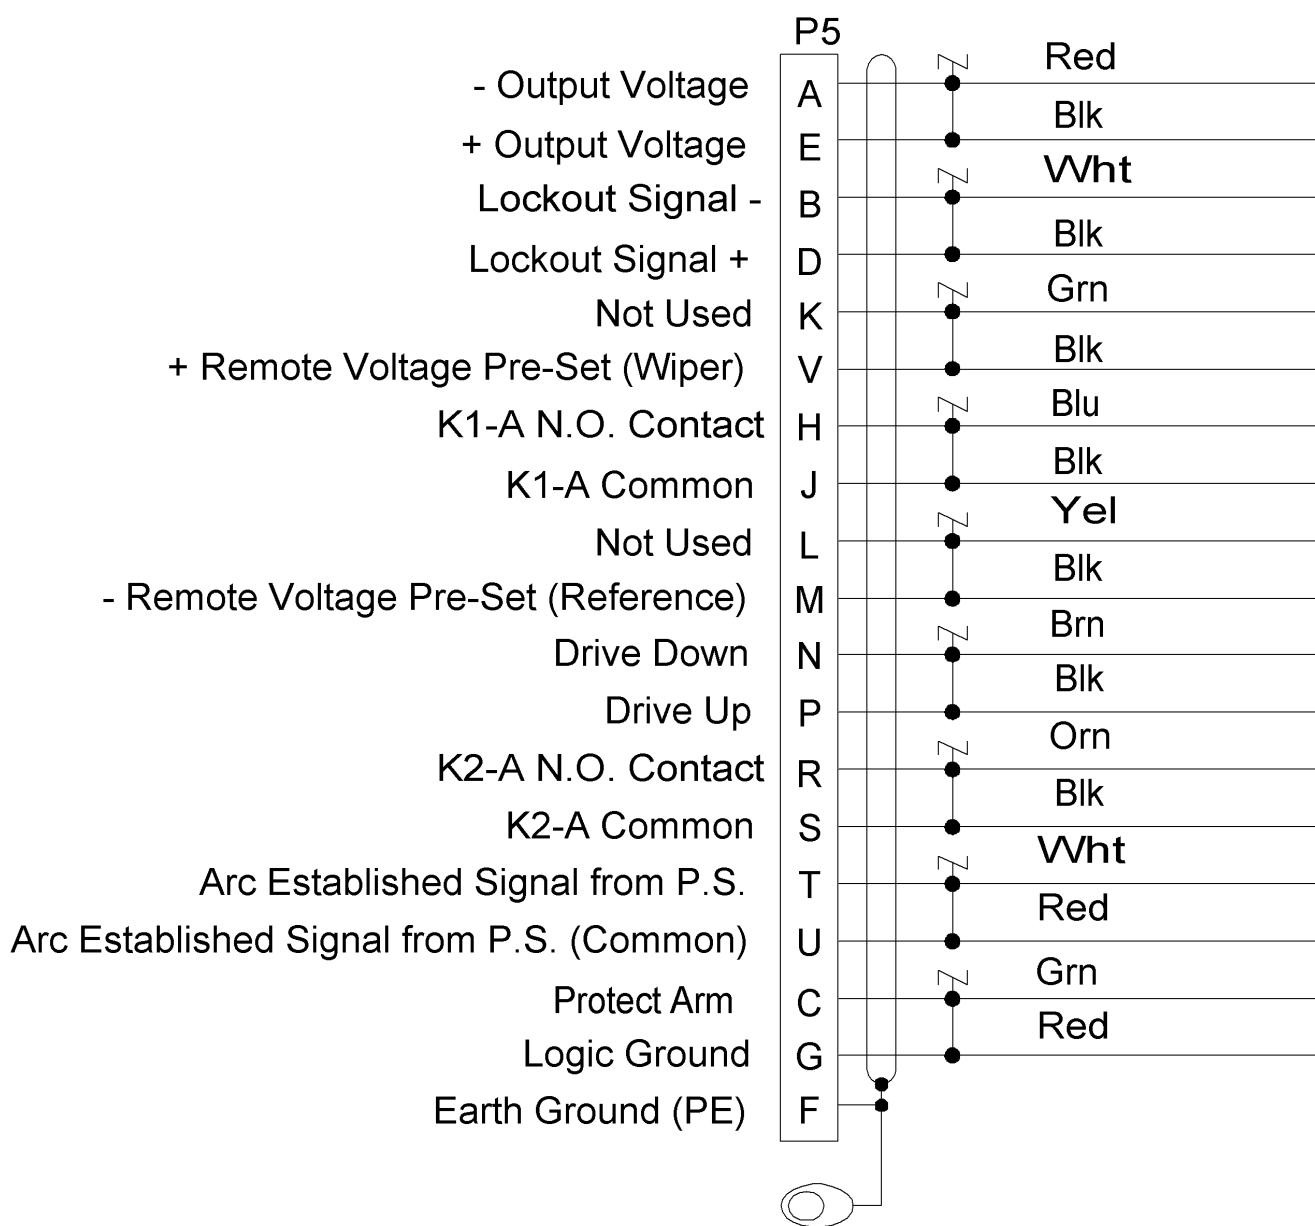 P5
- Output Voltage A Red
+ Output Voltage E Blk
Lockout Signal - B Wht
Lockout Signal + D Blk
Not Used K Grn
+ Remote Voltage Pre-Set (Wiper) V Blk
K1-A N.O. Contact H Blu
K1-A Common J Blk
Not Used L Yel
- Remote Voltage Pre-Set (Reference) M Blk
Drive Down N Brn
Drive Up P Blk
K2-A N.O. Contact R Orn
K2-A Common S Blk
Arc Established Signal from P.S. T Wht
Arc Established Signal from P.S. (Common) U Red
Protect Arm C Grn
Logic Ground G Red
Earth Ground (PE) F